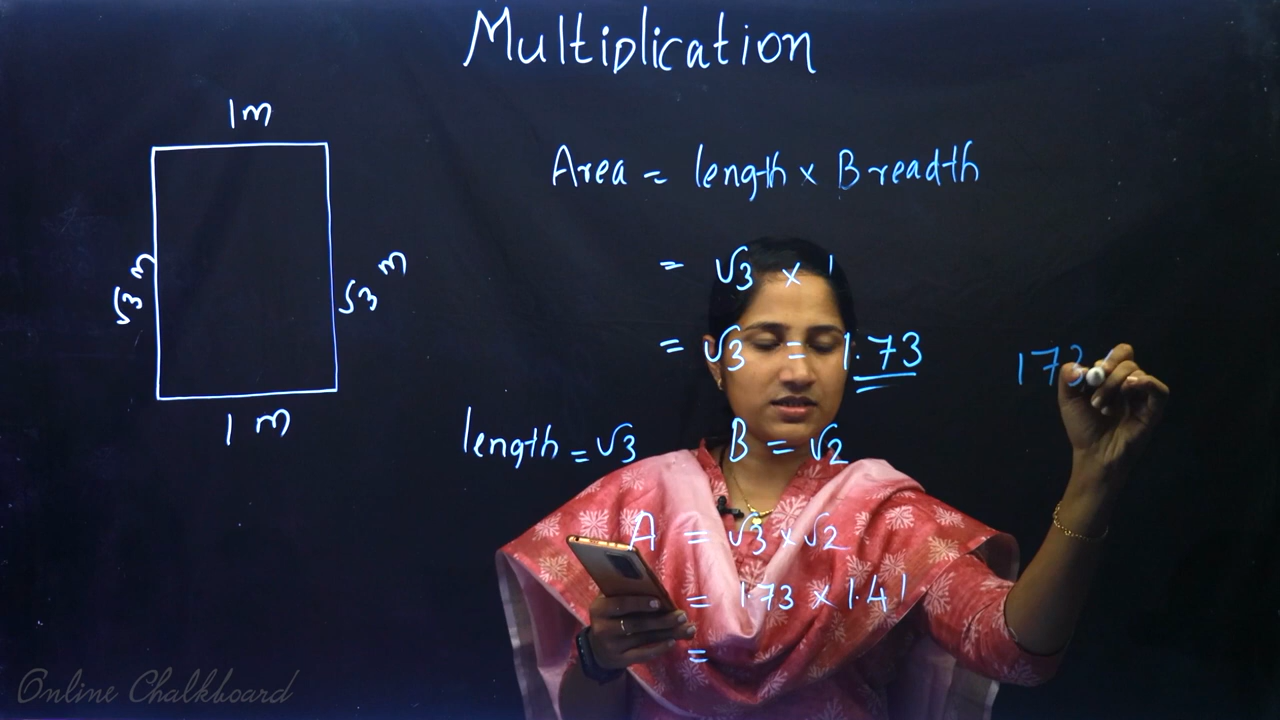 Multiplication
1 m
Area = length × Breadth
√3 m
√3 m
= √3 × 1
= √3 = 1.73
173
1 m
length = √3 B = √2
A = √3 × √2
= 1.73 × 1.41
=
Online Chalkboard